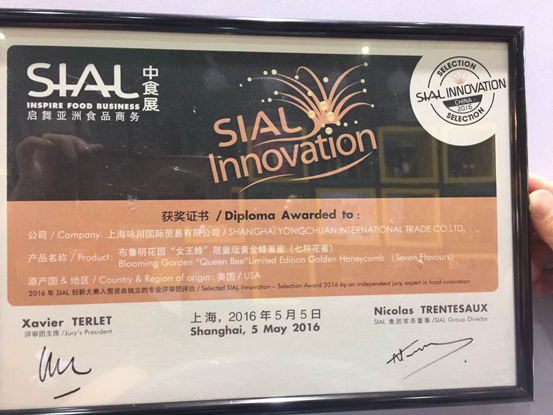 SIAL 中食展
INSPIRE FOOD BUSINESS
启舞亚洲食品商务
SIAL
Innovation
SELECTION
SIAL INNOVATION
CHINA
2016
SELECTION
获奖证书 / Diploma Awarded to :
公司 / Company: 上海咏川国际贸易有限公司 / SHANGHAI YONGCHUAN INTERNATIONAL TRADE CO.LTD.
产品名称 / Product: 布鲁明花园“女王蜂”限量版黄金蜂巢蜜（七种花蜜）
Blooming Garden "Queen Bee"Limited Edition Golden Honeycomb （Seven Flavours）
原产国 & 地区 / Country & Region of origin: 美国 / USA
2016 年 SIAL 创新大赛入围奖由独立的专业评审团评出 / Selected SIAL Innovation – Selection Award 2016 by an independent jury, expert in food innovation
Xavier TERLET
评审团主席 /Jury's President
上海，2016 年 5 月 5 日
Shanghai, 5 May 2016
Nicolas TRENTESAUX
SIAL 集团常务董事 /SIAL Group Director